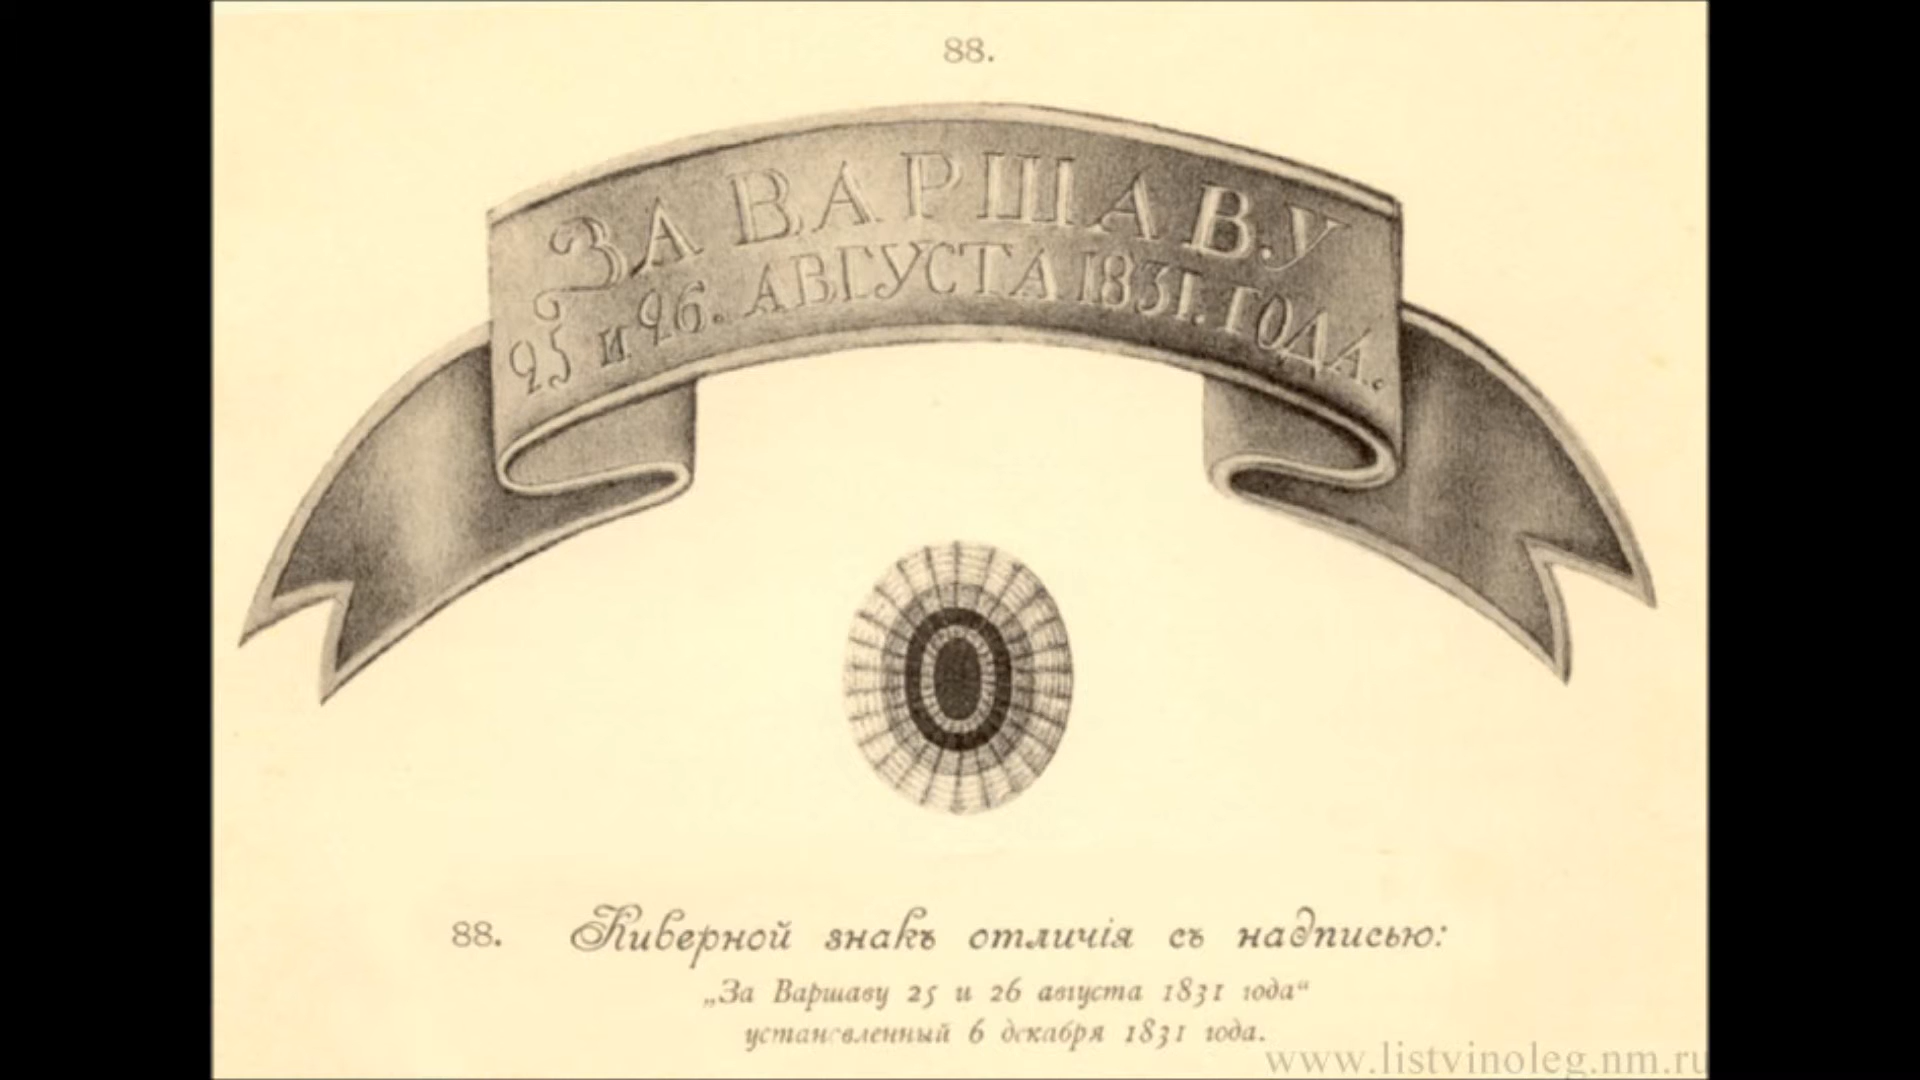 88.
ЗА ВАРШАВУ
25 и 26. АВГУСТА 1831. ГОДА.
88. Киверной знакъ отличія съ надписью:
„За Варшаву 25 и 26 августа 1831 года“
установленный 6 декабря 1831 года.
www.listvinoleg.nm.ru